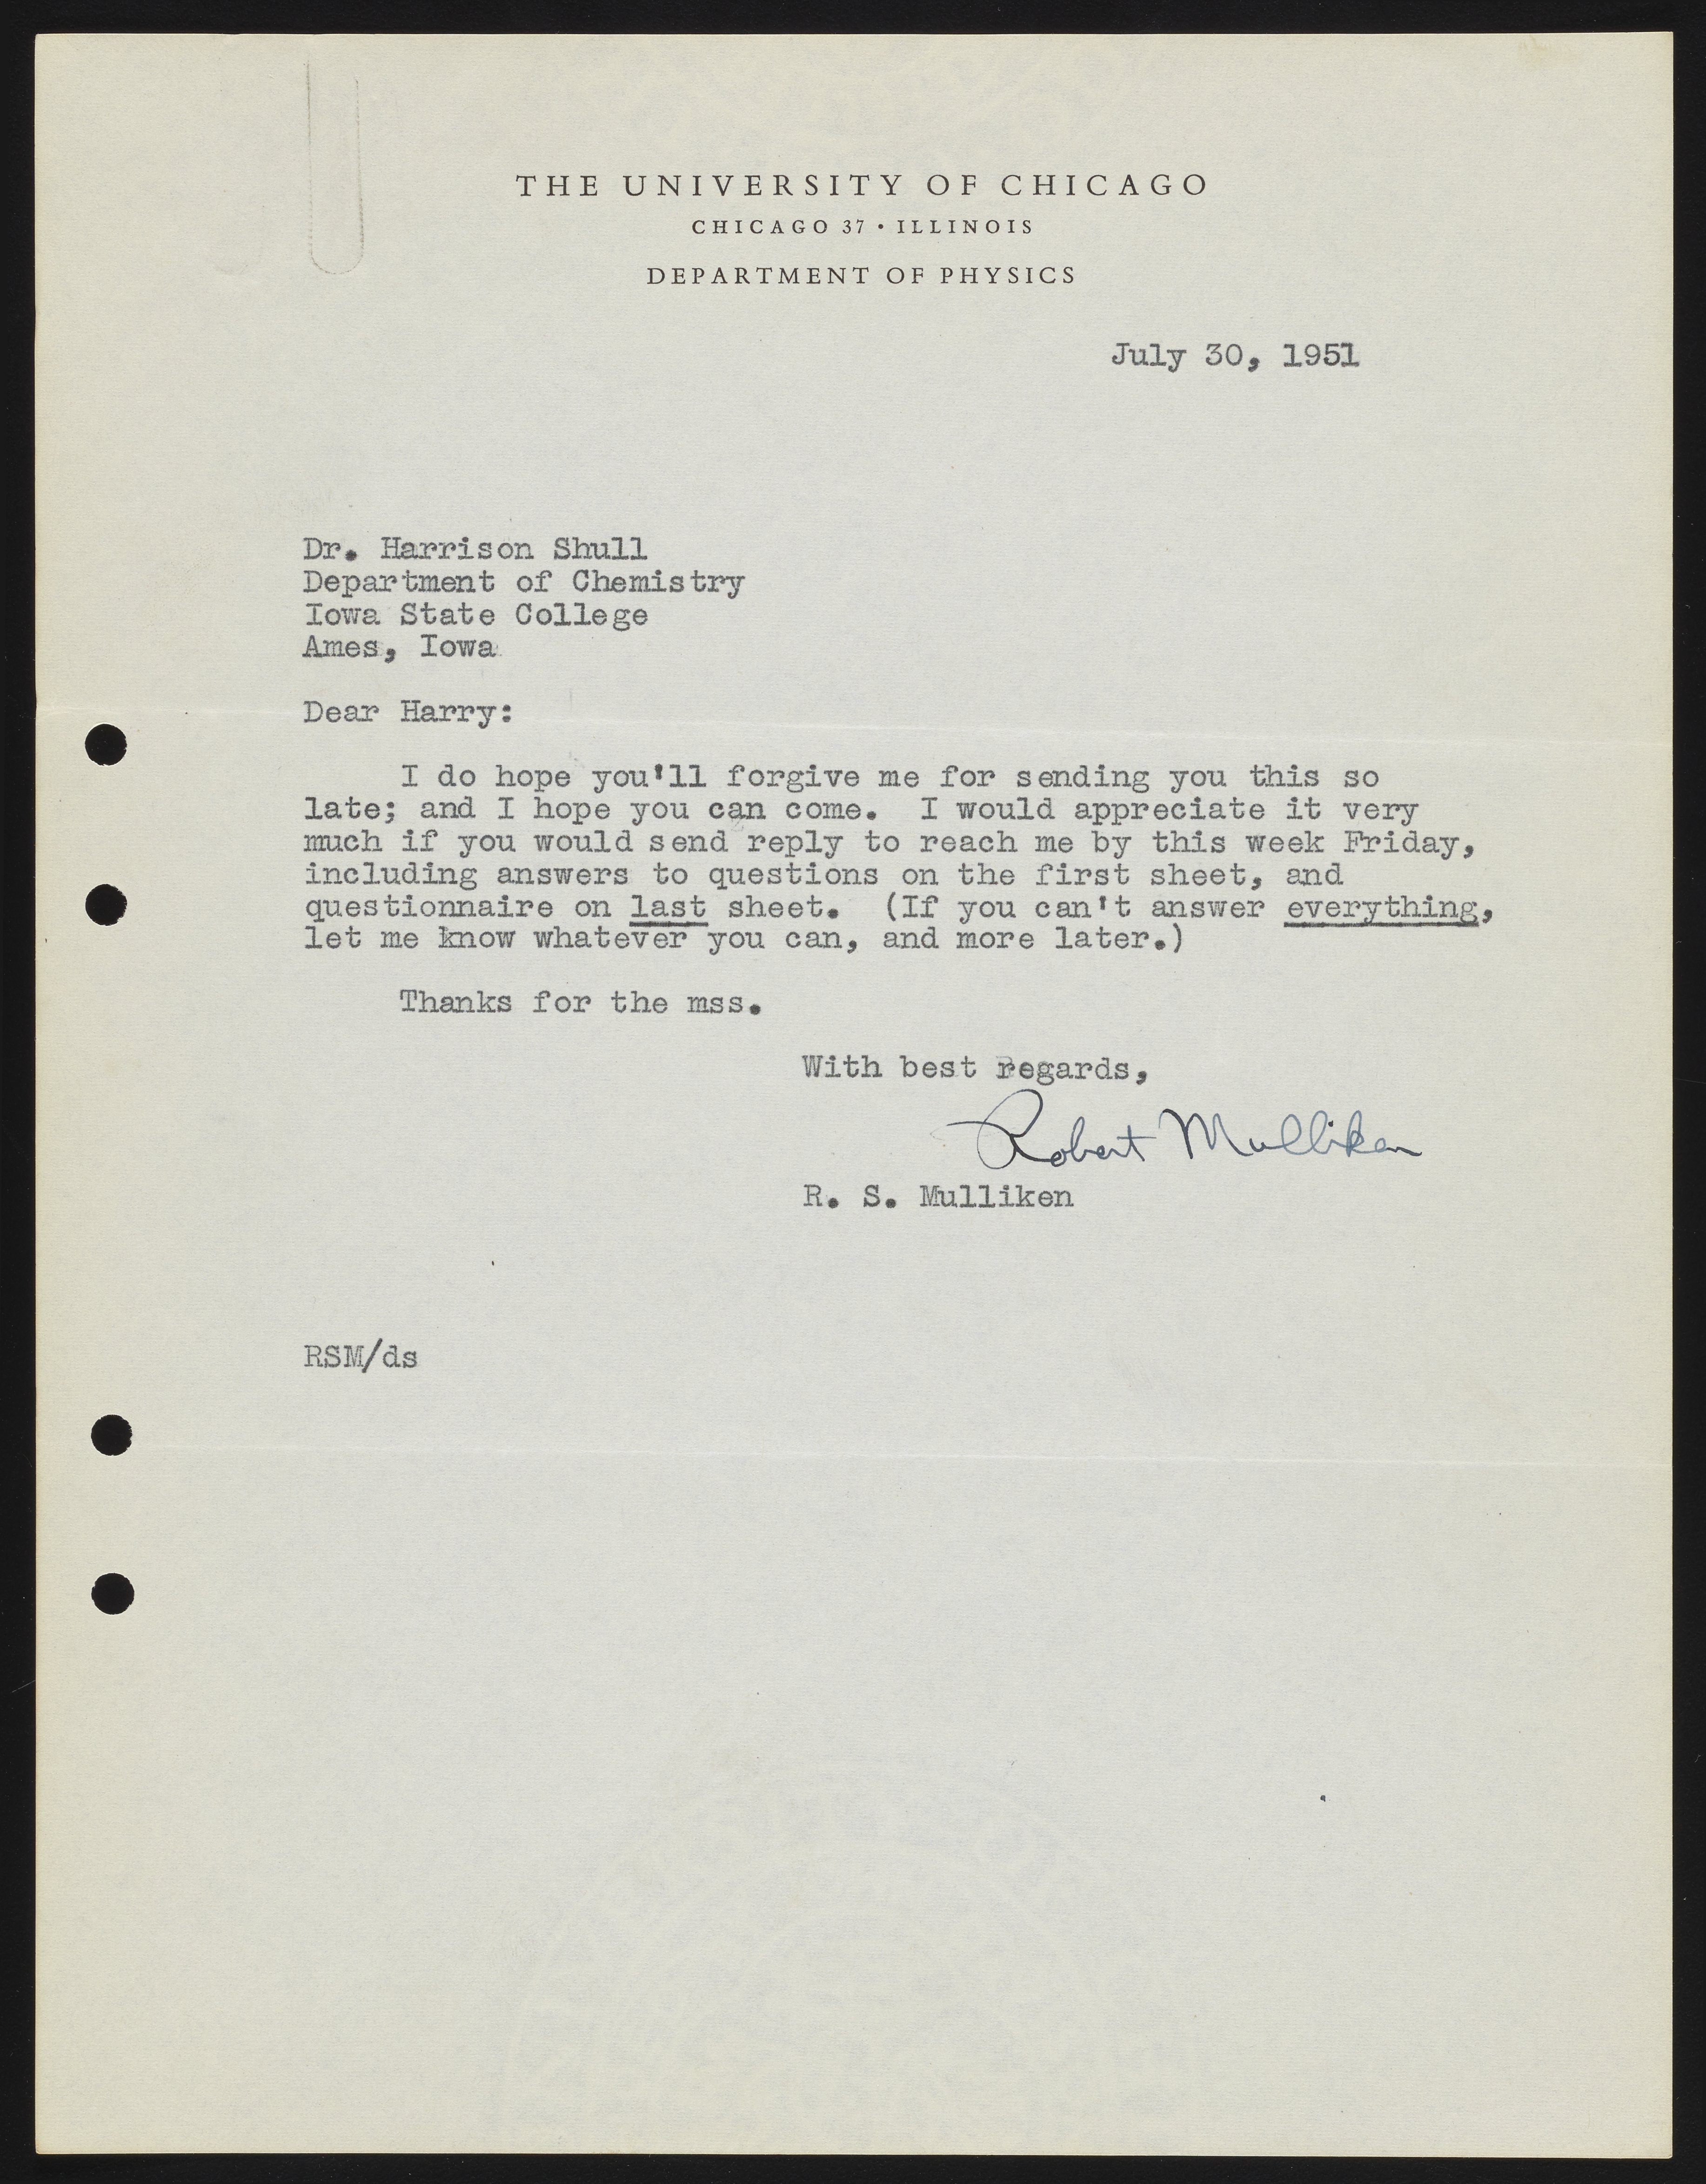 THE UNIVERSITY OF CHICAGO
CHICAGO 37 • ILLINOIS
DEPARTMENT OF PHYSICS
July 30, 1951
Dr. Harrison Shull
Department of Chemistry
Iowa State College
Ames, Iowa
Dear Harry:
I do hope you'll forgive me for sending you this so
late; and I hope you can come. I would appreciate it very
much if you would send reply to reach me by this week Friday,
including answers to questions on the first sheet, and
questionnaire on last sheet. (If you can't answer everything,
let me know whatever you can, and more later.)
Thanks for the mss.
With best regards,
Robert Mulliken
R. S. Mulliken
RSM/ds